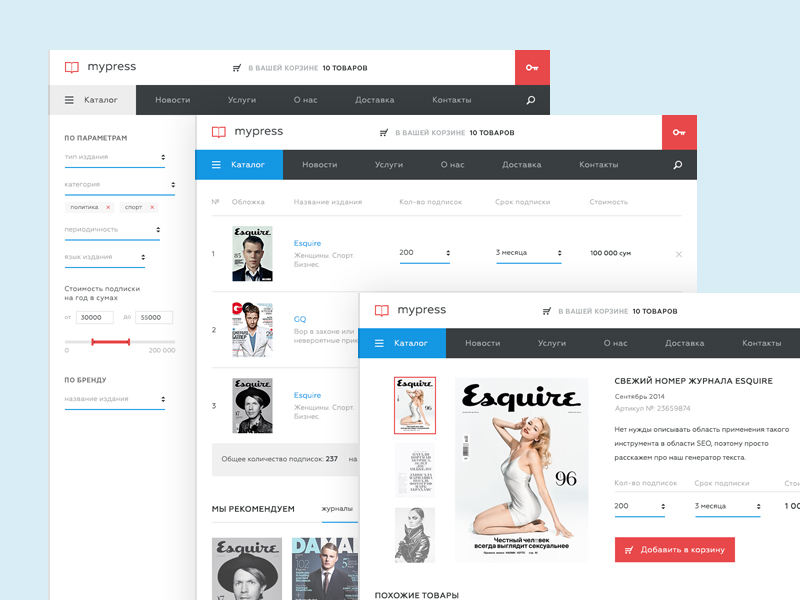 mypress
В ВАШЕЙ КОРЗИНЕ 10 ТОВАРОВ
Каталог Новости Услуги О нас Доставка Контакты
ПО ПАРАМЕТРАМ
тип издания
категория
политика × спорт ×
периодичность
язык издания
Стоимость подписки
на год в сумах
от 30000 до 55000
0 200 000
ПО БРЕНДУ
название издания
mypress
В ВАШЕЙ КОРЗИНЕ 10 ТОВАРОВ
Каталог Новости Услуги О нас Доставка Контакты
№ Обложка Название издания Кол-во подписок Срок подписки Стоимость
1
Esquire
Esquire
Женщины. Спорт.
Бизнес.
200 3 месяца 100 000 сум
2
GQ
GQ
Вор в законе или
невероятные прик
3
Esquire
Esquire
Женщины. Спорт.
Бизнес.
Общее количество подписок: 237 на
МЫ РЕКОМЕНДУЕМ журналы
Esquire
mypress
В ВАШЕЙ КОРЗИНЕ 10 ТОВАРОВ
Каталог Новости Услуги О нас Доставка Контакты
Esquire
96
Esquire
96
Честный человек
всегда выглядит сексуальнее
СВЕЖИЙ НОМЕР ЖУРНАЛА ESQUIRE
Сентябрь 2014
Артикул №: 23659874
Нет нужды описывать область применения такого
инструмента в области SEO, поэтому просто
расскажем про наш генератор текста.
Кол-во подписок Срок подписки Стои
200 3 месяца 1 00
Добавить в корзину
ПОХОЖИЕ ТОВАРЫ